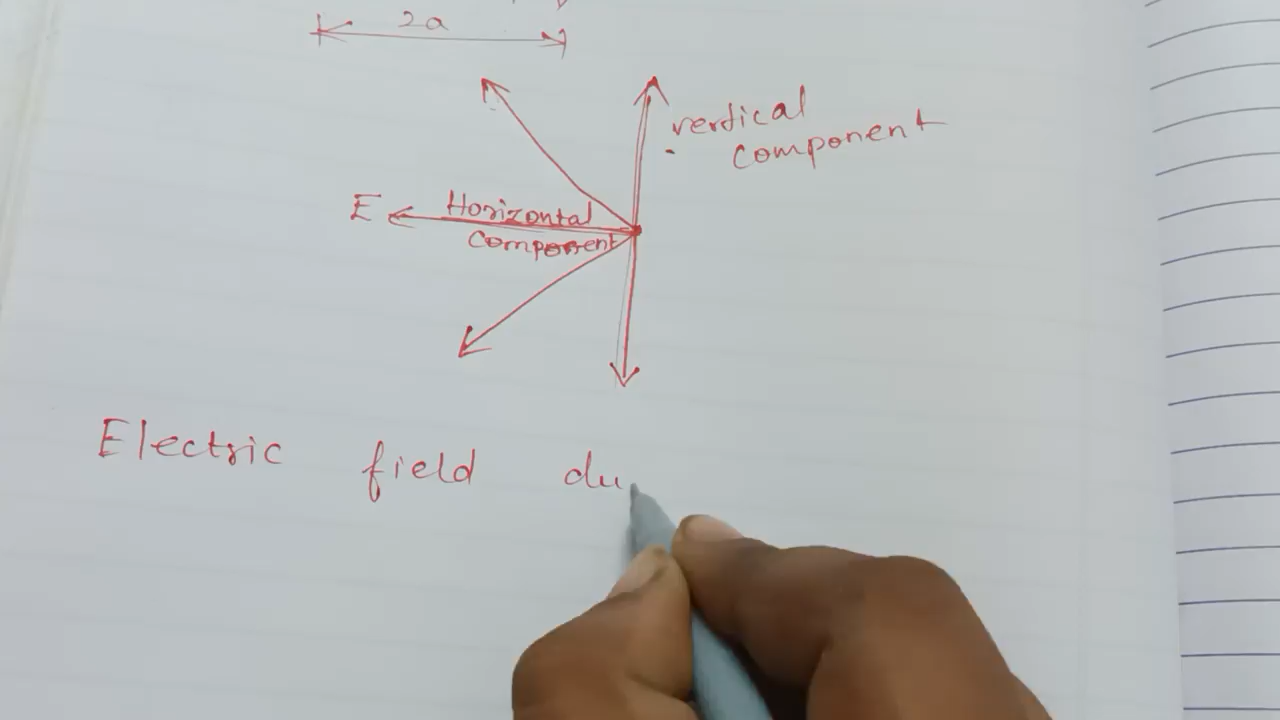 2a
vertical
component
E
Horizontal
Component
Electric field du